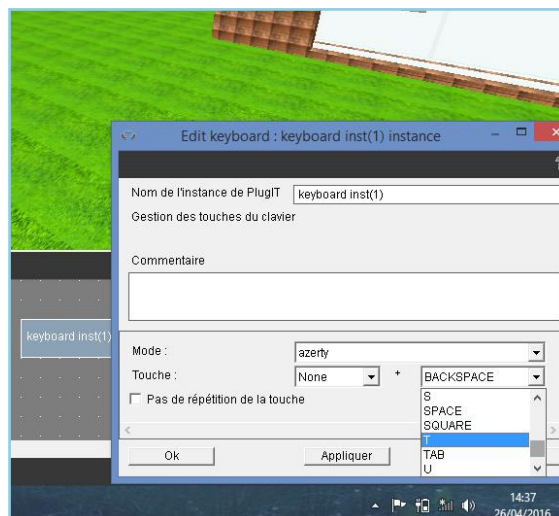 Edit keyboard : keyboard inst(1) instance
Nom de l'instance de PlugIT
keyboard inst(1)
Gestion des touches du clavier
Commentaire
keyboard inst(1)
Mode :
azerty
Touche :
None
+
BACKSPACE
Pas de répétition de la touche
S
SPACE
SQUARE
T
TAB
U
Ok
Appliquer
14:37
26/04/2016